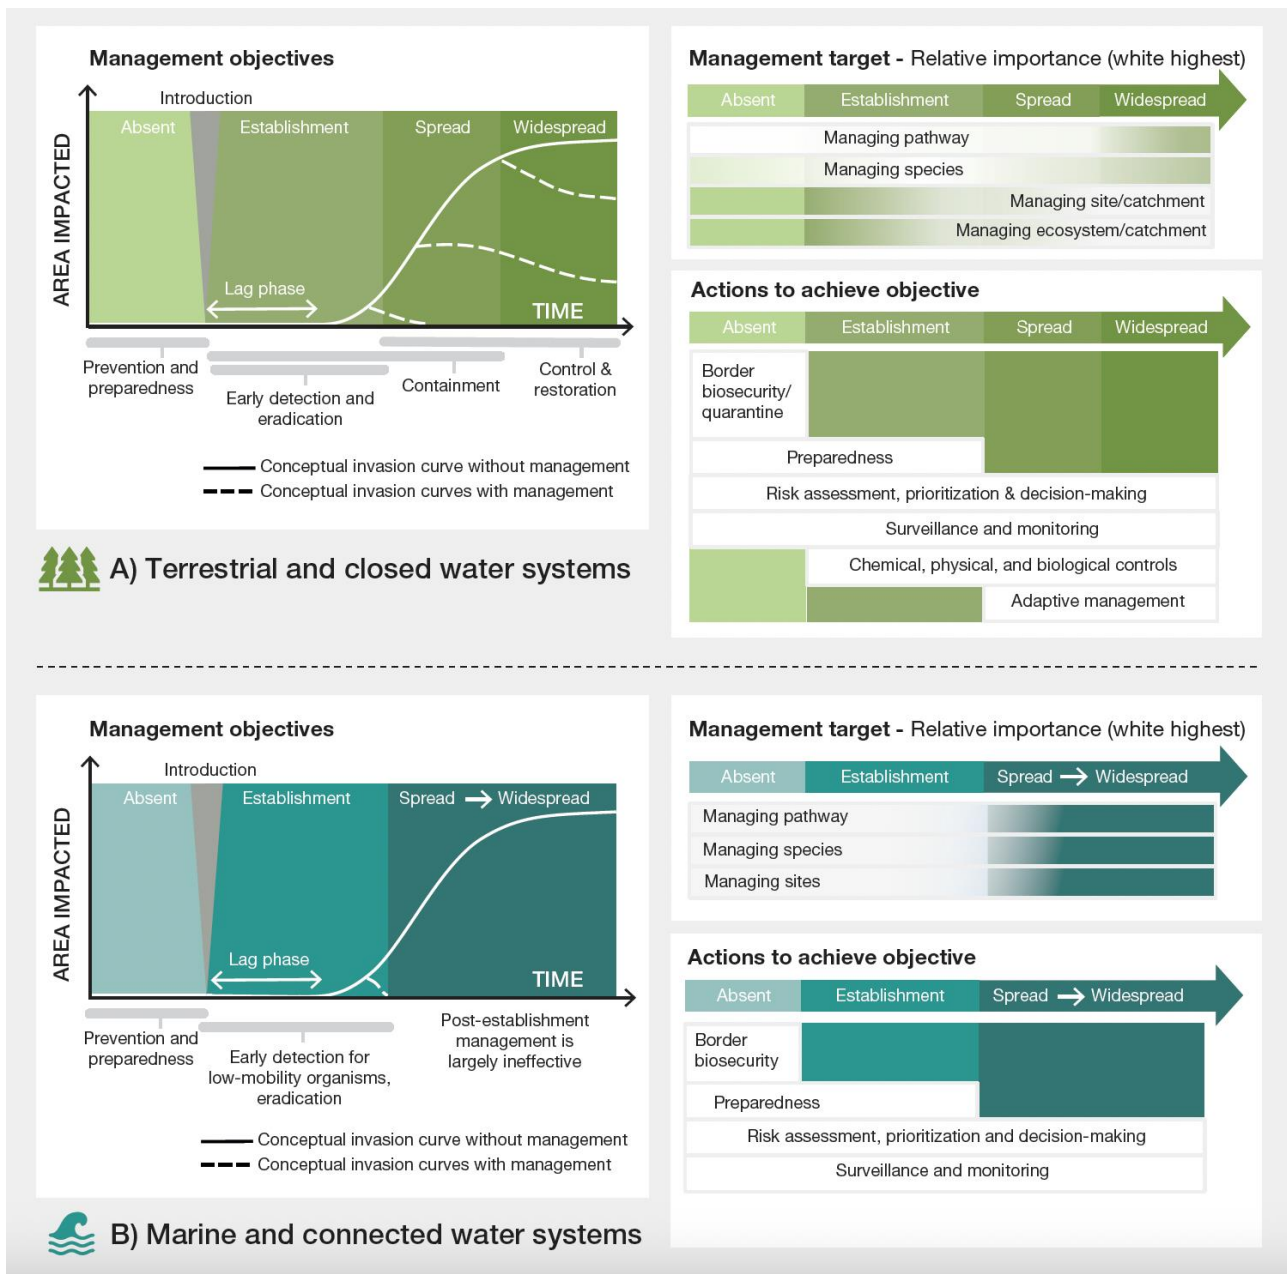 Management objectives
Introduction
Absent
Establishment
Spread
Widespread
AREA IMPACTED
Lag phase
TIME
Prevention and
preparedness
Early detection and
eradication
Containment
Control &
restoration
Conceptual invasion curve without management
Conceptual invasion curves with management
A) Terrestrial and closed water systems
Management target - Relative importance (white highest)
Absent
Establishment
Spread
Widespread
Managing pathway
Managing species
Managing site/catchment
Managing ecosystem/catchment
Actions to achieve objective
Absent
Establishment
Spread
Widespread
Border
biosecurity/
quarantine
Preparedness
Risk assessment, prioritization & decision-making
Surveillance and monitoring
Chemical, physical, and biological controls
Adaptive management
Management objectives
Introduction
Absent
Establishment
Spread → Widespread
AREA IMPACTED
Lag phase
TIME
Prevention and
preparedness
Early detection for
low-mobility organisms,
eradication
Post-establishment
management is
largely ineffective
Conceptual invasion curve without management
Conceptual invasion curves with management
B) Marine and connected water systems
Management target - Relative importance (white highest)
Absent
Establishment
Spread → Widespread
Managing pathway
Managing species
Managing sites
Actions to achieve objective
Absent
Establishment
Spread → Widespread
Border
biosecurity
Preparedness
Risk assessment, prioritization and decision-making
Surveillance and monitoring